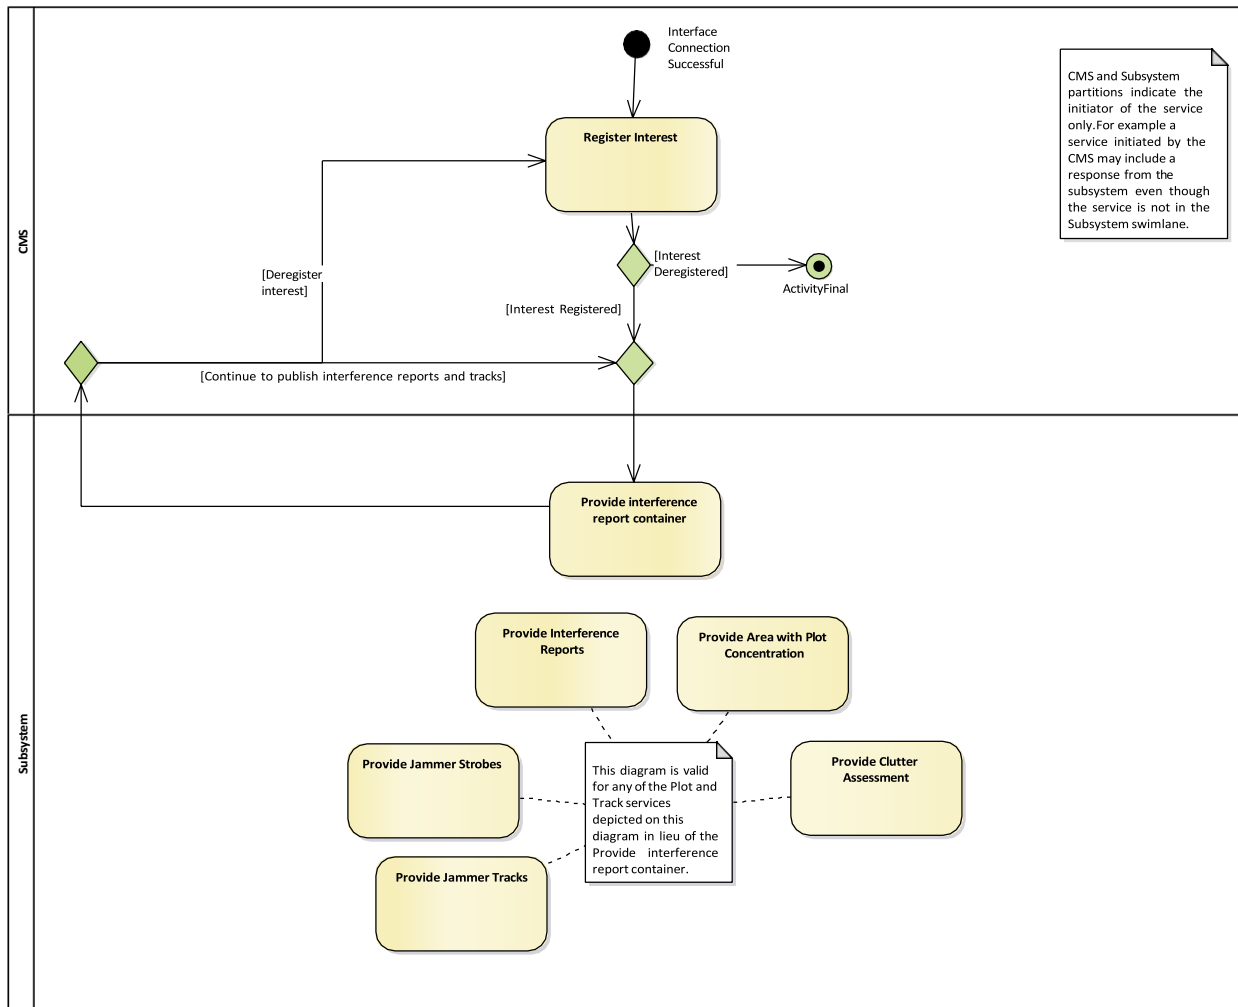 Interface
Connection
Successful
CMS and Subsystem
partitions indicate the
initiator of the service
only.For example a
service initiated by the
CMS may include a
response from the
subsystem even though
the service is not in the
Subsystem swimlane.
Register Interest
CMS
[Interest
Deregistered]
ActivityFinal
[Deregister
interest]
[Interest Registered]
[Continue to publish interference reports and tracks]
Provide interference
report container
Provide Interference
Reports
Provide Area with Plot
Concentration
Subsystem
Provide Jammer Strobes
This diagram is valid
for any of the Plot and
Track services
depicted on this
diagram in lieu of the
Provide interference
report container.
Provide Clutter
Assessment
Provide Jammer Tracks